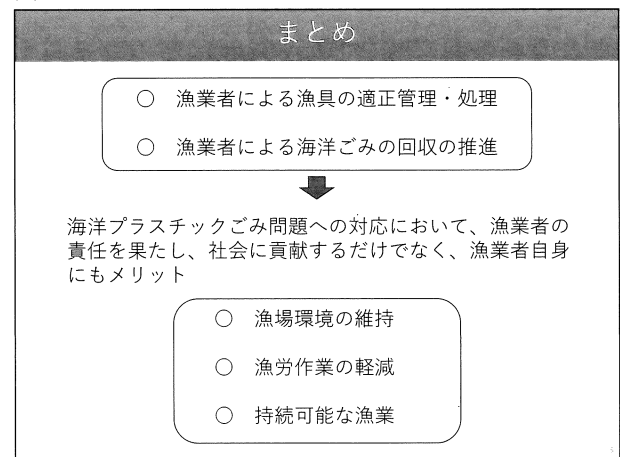 まとめ
○ 漁業者による漁具の適正管理・処理
○ 漁業者による海洋ごみの回収の推進
海洋プラスチックごみ問題への対応において、漁業者の
責任を果たし、社会に貢献するだけでなく、漁業者自身
にもメリット
○ 漁場環境の維持
○ 漁労作業の軽減
○ 持続可能な漁業
5